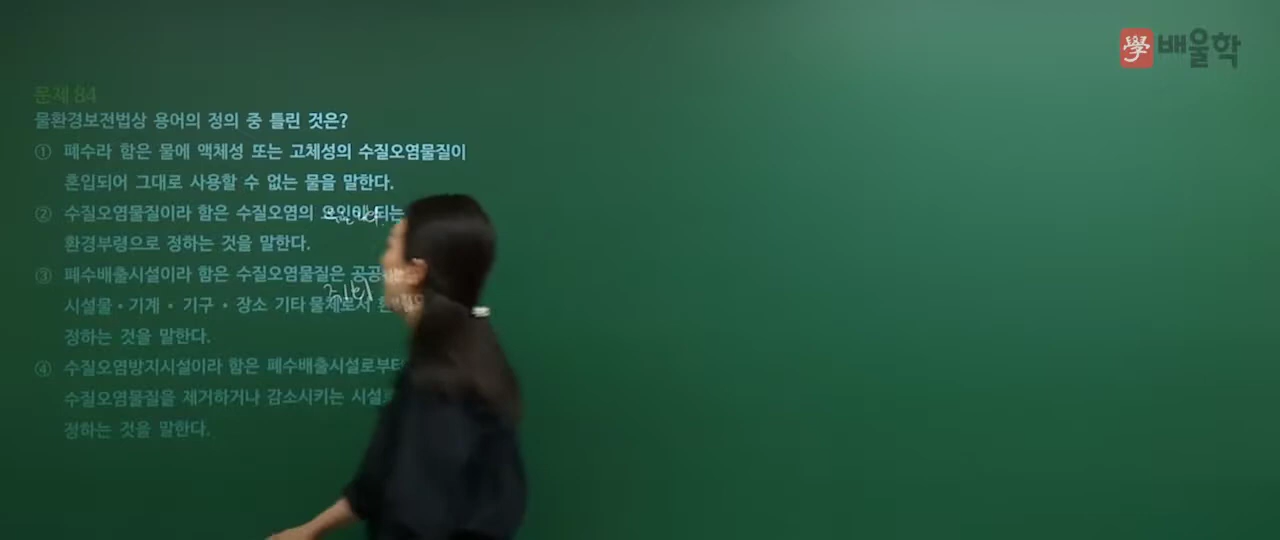 學 배울학
문제 84
물환경보전법상 용어의 정의 중 틀린 것은?
① 폐수라 함은 물에 액체성 또는 고체성의 수질오염물질이
혼입되어 그대로 사용할 수 없는 물을 말한다.
② 수질오염물질이라 함은 수질오염의 요인이 되는
환경부령으로 정하는 것을 말한다.
③ 폐수배출시설이라 함은 수질오염물질은 공공
시설물·기계·기구·장소 기타 물체로서
정하는 것을 말한다.
④ 수질오염방지시설이라 함은 폐수배출시설로부터
수질오염물질을 제거하거나 감소시키는
정하는 것을 말한다.